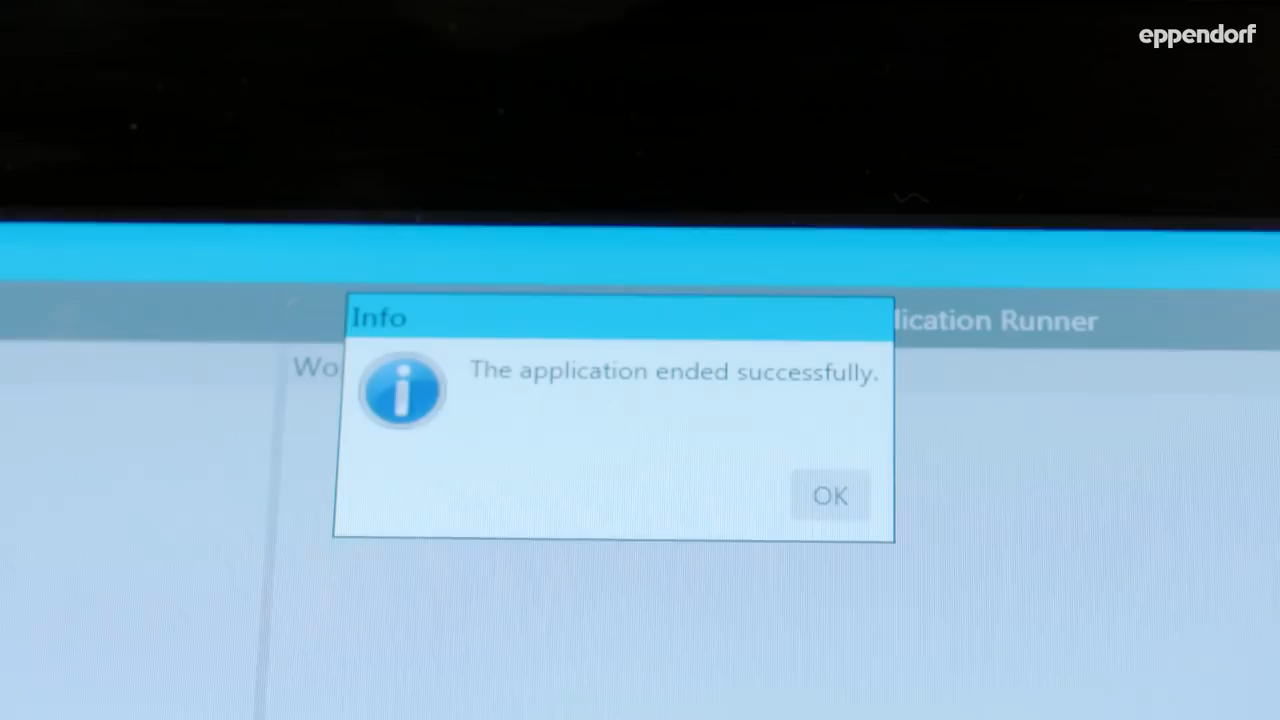 eppendorf
Info
lication Runner
Wo
The application ended successfully.
OK